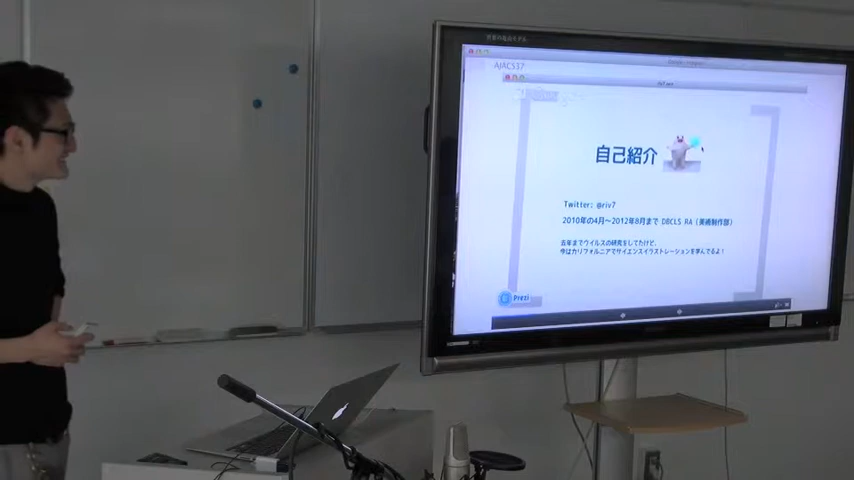 AJACS37
自己紹介
Twitter: @riv7
2010年の4月～2012年8月まで DBCLS RA（美術制作部）
去年までウイルスの研究をしてたけど、
今はカリフォルニアでサイエンスイラストレーションを学んでるよ！
Prezi